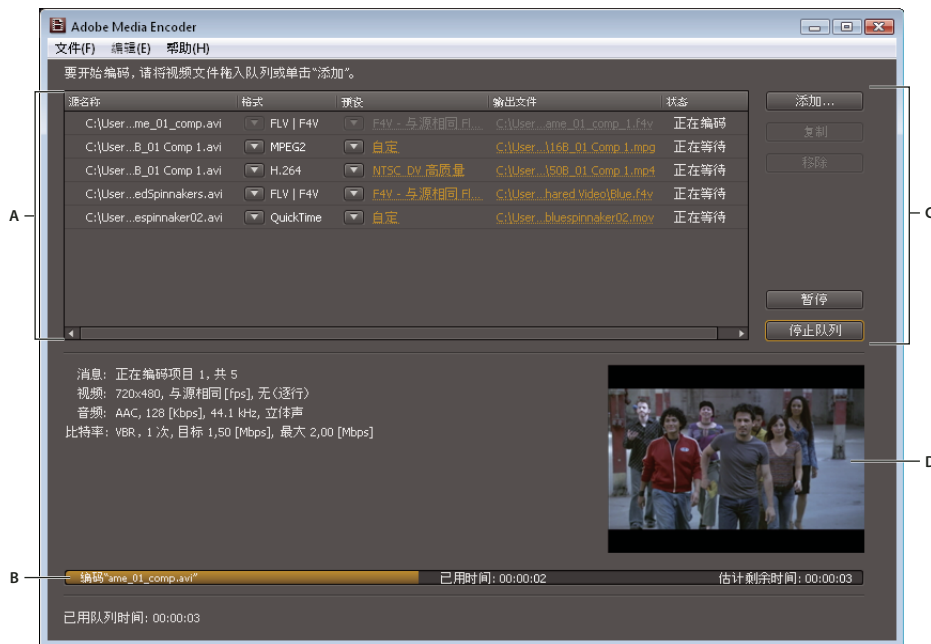 Adobe Media Encoder
文件(F) 编辑(E) 帮助(H)
要开始编码, 请将视频文件拖入队列或单击“添加”。
源名称 格式 预设 输出文件 状态
C:\User...me_01_comp.avi FLV | F4V F4V - 与源相同 Fl... C:\User...ame_01_comp_1.f4v 正在编码
C:\User...B_01 Comp 1.avi MPEG2 自定 C:\User...\16B_01 Comp 1.mpg 正在等待
C:\User...B_01 Comp 1.avi H.264 NTSC DV 高质量 C:\User...\50B_01 Comp 1.mp4 正在等待
C:\User...edSpinnakers.avi FLV | F4V F4V - 与源相同 Fl... C:\User...hared Video\Blue.f4v 正在等待
C:\User...espinnaker02.avi QuickTime 自定 C:\User...bluespinnaker02.mov 正在等待
添加...
复制
移除
暂停
停止队列
A
C
消息: 正在编码项目 1, 共 5
视频: 720x480, 与源相同 [fps], 无(逐行)
音频: AAC, 128 [Kbps], 44.1 kHz, 立体声
比特率: VBR, 1 次, 目标 1,50 [Mbps], 最大 2,00 [Mbps]
D
B
编码“ame_01_comp.avi” 已用时间: 00:00:02 估计剩余时间: 00:00:03
已用队列时间: 00:00:03